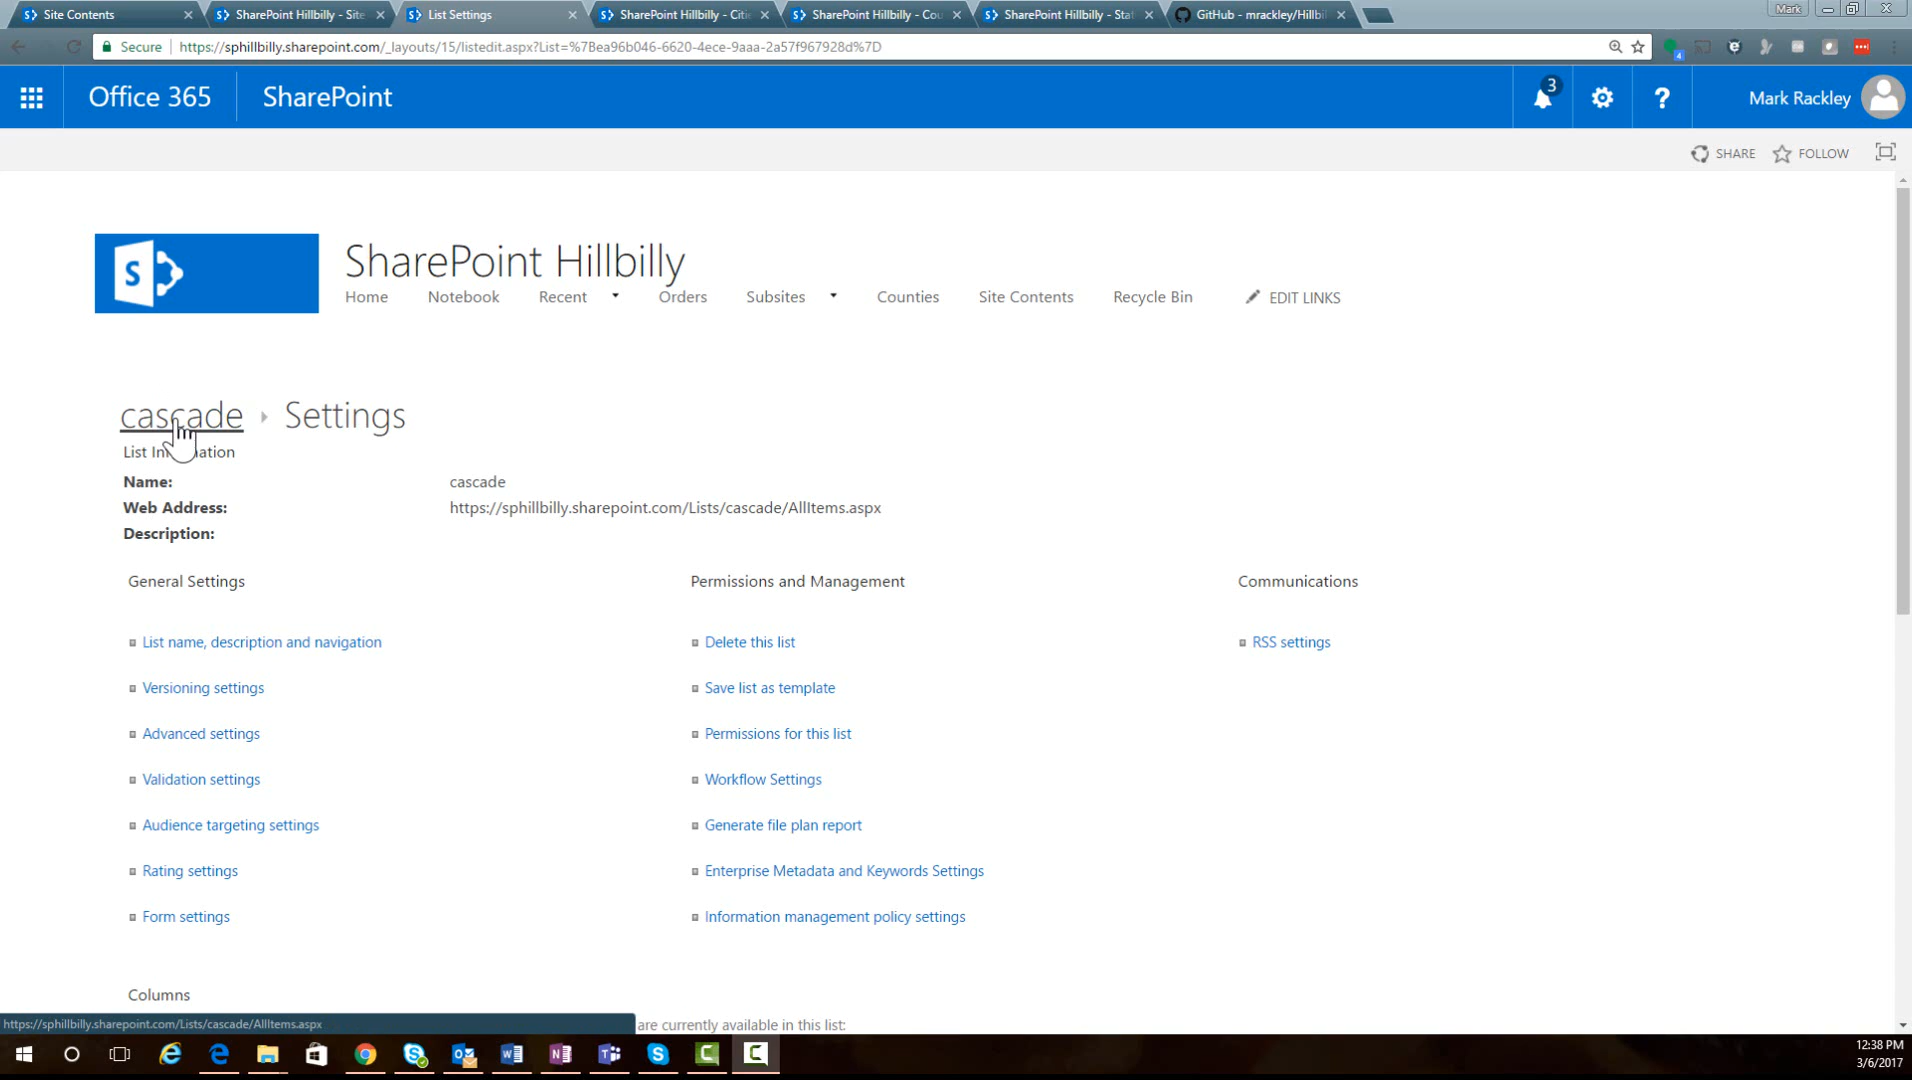 Site Contents
SharePoint Hillbilly - Site
List Settings
SharePoint Hillbilly - Citi
SharePoint Hillbilly - Cou
SharePoint Hillbilly - Stat
GitHub - mrackley/Hillbil
Mark
Secure
https://sphillbilly.sharepoint.com/_layouts/15/listedit.aspx?List=%7Bea96b046-6620-4ece-9aaa-2a57f967928d%7D
4
Office 365
SharePoint
3
?
Mark Rackley
SHARE
FOLLOW
S
SharePoint Hillbilly
Home
Notebook
Recent
Orders
Subsites
Counties
Site Contents
Recycle Bin
EDIT LINKS
cascade
Settings
List Information
Name:
cascade
Web Address:
https://sphillbilly.sharepoint.com/Lists/cascade/AllItems.aspx
Description:
General Settings
Permissions and Management
Communications
List name, description and navigation
Delete this list
RSS settings
Versioning settings
Save list as template
Advanced settings
Permissions for this list
Validation settings
Workflow Settings
Audience targeting settings
Generate file plan report
Rating settings
Enterprise Metadata and Keywords Settings
Form settings
Information management policy settings
Columns
https://sphillbilly.sharepoint.com/Lists/cascade/AllItems.aspx
are currently available in this list:
12:38 PM
3/6/2017